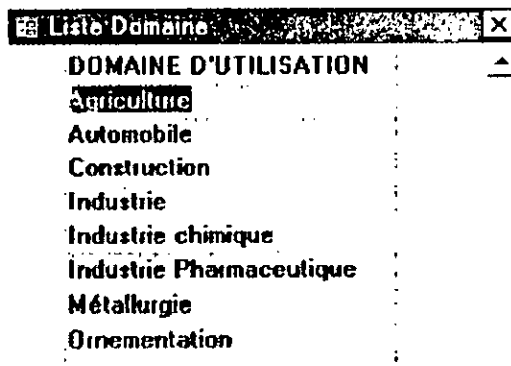 Liste Domaine
DOMAINE D'UTILISATION
Agriculture
Automobile
Construction
Industrie
Industrie chimique
Industrie Pharmaceutique
Métallurgie
Ornementation